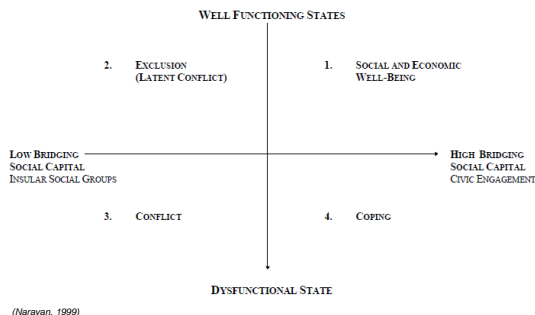 WELL FUNCTIONING STATES
2. EXCLUSION
(LATENT CONFLICT)
1. SOCIAL AND ECONOMIC
WELL-BEING
LOW BRIDGING
SOCIAL CAPITAL
INSULAR SOCIAL GROUPS
HIGH BRIDGING
SOCIAL CAPITAL
CIVIC ENGAGEMENT
3. CONFLICT
4. COPING
DYSFUNCTIONAL STATE
(Narayan, 1999)